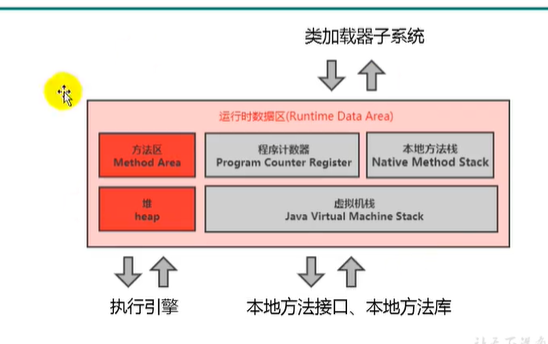 类加载器子系统
运行时数据区(Runtime Data Area)
方法区
Method Area
程序计数器
Program Counter Register
本地方法栈
Native Method Stack
堆
heap
虚拟机栈
Java Virtual Machine Stack
执行引擎
本地方法接口、本地方法库